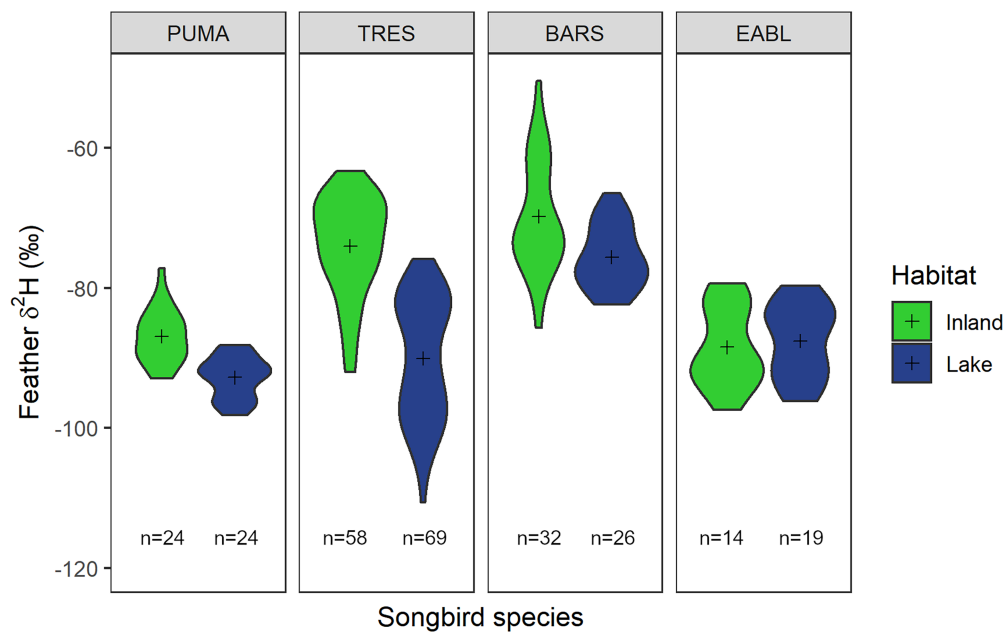 PUMA TRES BARS EABL
Feather δ²H (‰)
-60
-80
-100
-120
n=24 n=24 n=58 n=69 n=32 n=26 n=14 n=19
Songbird species
Habitat
Inland
Lake